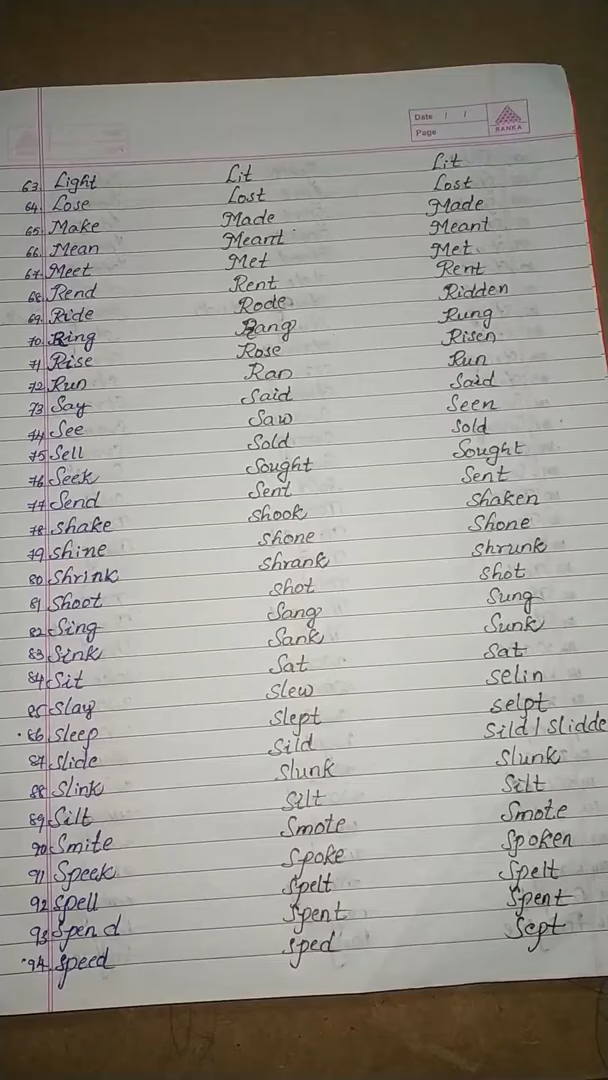 Date / /
Page
RANKA
63. Light Lit Lit
64. Lose Lost Lost
65. Make Made Made
66. Mean Meant Meant
67. Meet Met Met
68. Rend Rent Rent
69. Ride Rode Ridden
70. Ring Rang Rung
71 Rise Rose Risen
72. Run Ran Run
73 Say Said Said
74 See Saw Seen
75 Sell Sold Sold
76. Seek Sought Sought
77 Send Sent Sent
78 Shake Shook Shaken
79 Shine Shone Shone
80 Shrink Shrank Shrunk
81 Shoot Shot Shot
82 Sing Sang Sung
83 Sink Sank Sunk
84 Sit Sat Sat
85 Slay Slew Selin
86 Sleep Slept Selpt
87 Slide Sild Sild / Slidde
88 Slink Slunk Slunk
89. Silt Silt Silt
90 Smite Smote Smote
91 Speek Spoke Spoken
92 Spell Spelt Spelt
93 Spend Spent Spent
94. Speed Sped Sept